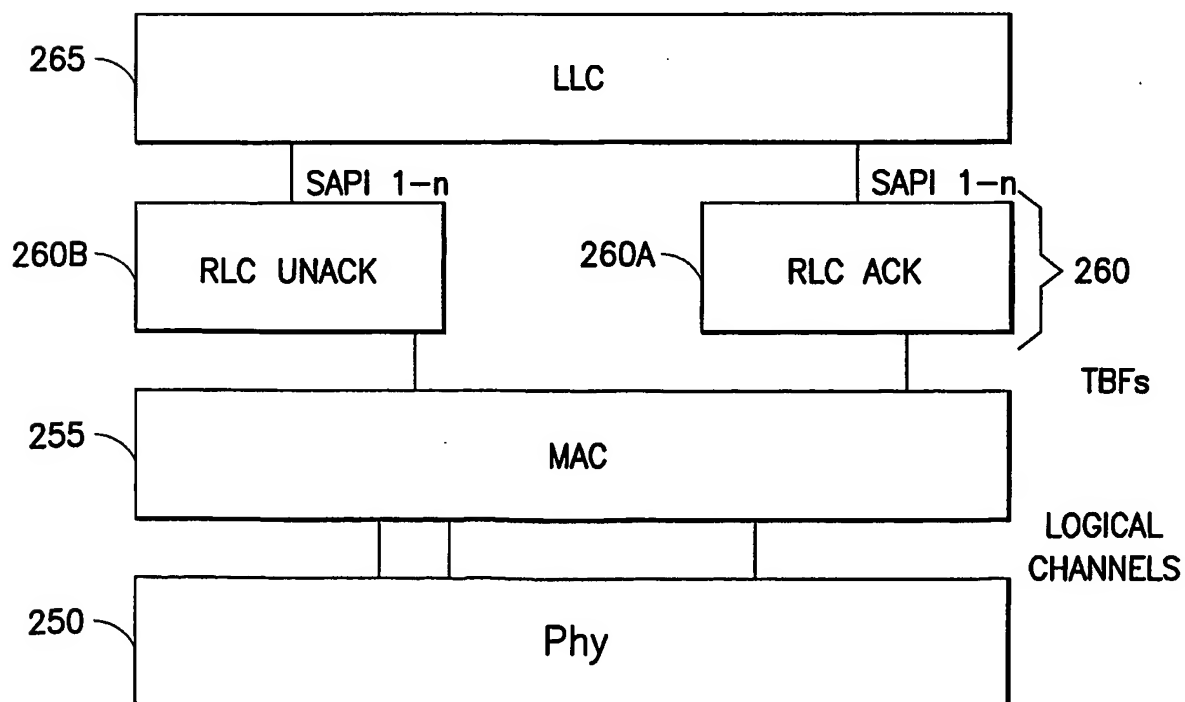 265
LLC
SAPI 1-n
SAPI 1-n
260B
RLC UNACK
260A
RLC ACK
260
TBFs
255
MAC
LOGICAL
CHANNELS
250
Phy